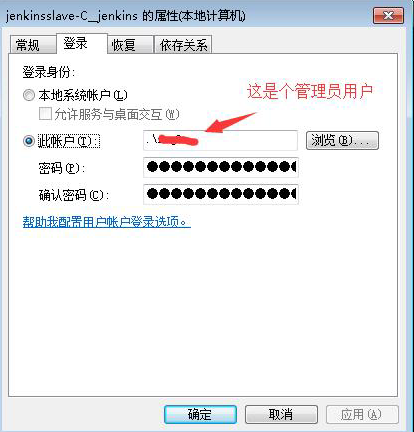 jenkinsslave-C__jenkins 的属性(本地计算机)
常规 登录 恢复 依存关系
登录身份:
本地系统帐户(L)
允许服务与桌面交互(W)
这是个管理员用户
此帐户(T):
浏览(B)...
密码(P):
确认密码(C):
帮助我配置用户帐户登录选项。
确定 取消 应用(A)